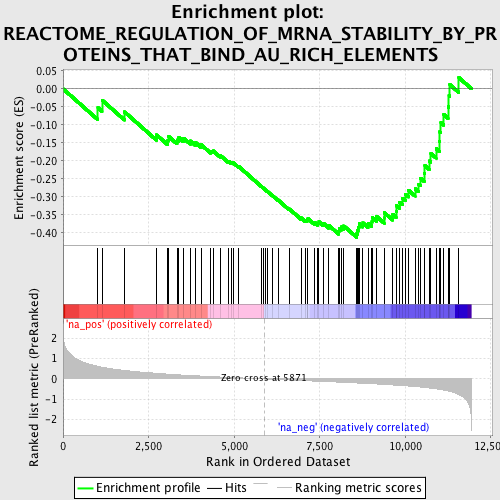 Enrichment plot:
REACTOME_REGULATION_OF_MRNA_STABILITY_BY_PR
OTEINS_THAT_BIND_AU_RICH_ELEMENTS
Enrichment score (ES)
0.05
0.00
-0.05
-0.10
-0.15
-0.20
-0.25
-0.30
-0.35
-0.40
'na_pos' (positively correlated)
Ranked list metric (PreRanked)
2
1
0
-1
-2
Zero cross at 5871
'na_neg' (negatively correlated)
0
2,500
5,000
7,500
10,000
12,500
Rank in Ordered Dataset
Enrichment profile
Hits
Ranking metric scores